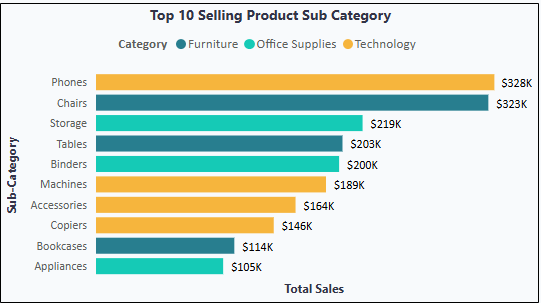 Top 10 Selling Product Sub Category
Category Furniture Office Supplies Technology
Sub-Category
Phones $328K
Chairs $323K
Storage $219K
Tables $203K
Binders $200K
Machines $189K
Accessories $164K
Copiers $146K
Bookcases $114K
Appliances $105K
Total Sales